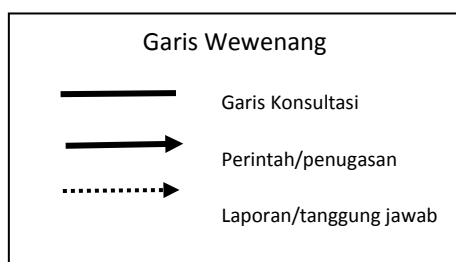 Garis Wewenang
Garis Konsultasi
Perintah/penugasan
Laporan/tanggung jawab